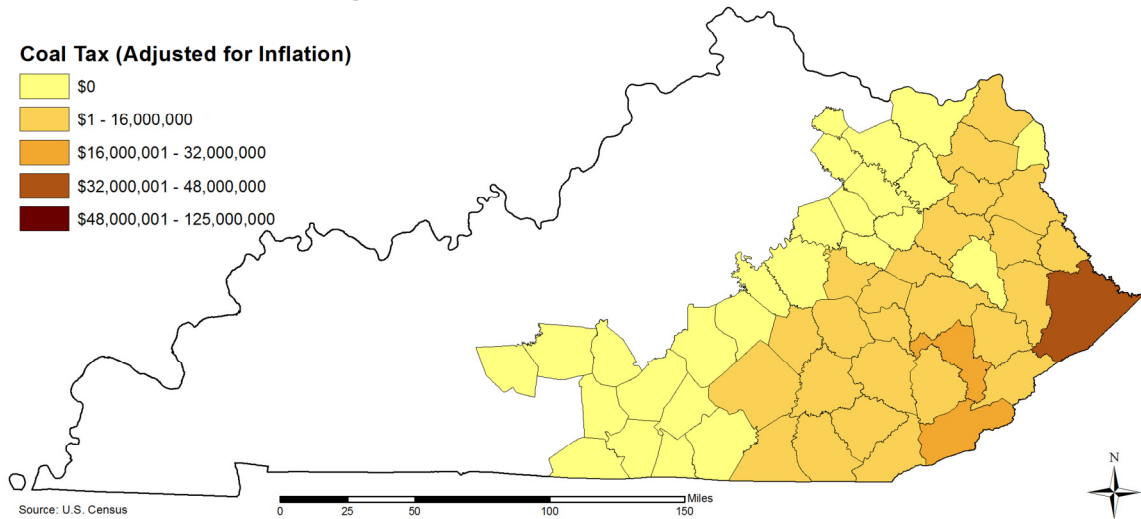 Coal Tax (Adjusted for Inflation)
$0
$1 - 16,000,000
$16,000,001 - 32,000,000
$32,000,001 - 48,000,000
$48,000,001 - 125,000,000
N
Miles
0 25 50 100 150
Source: U.S. Census